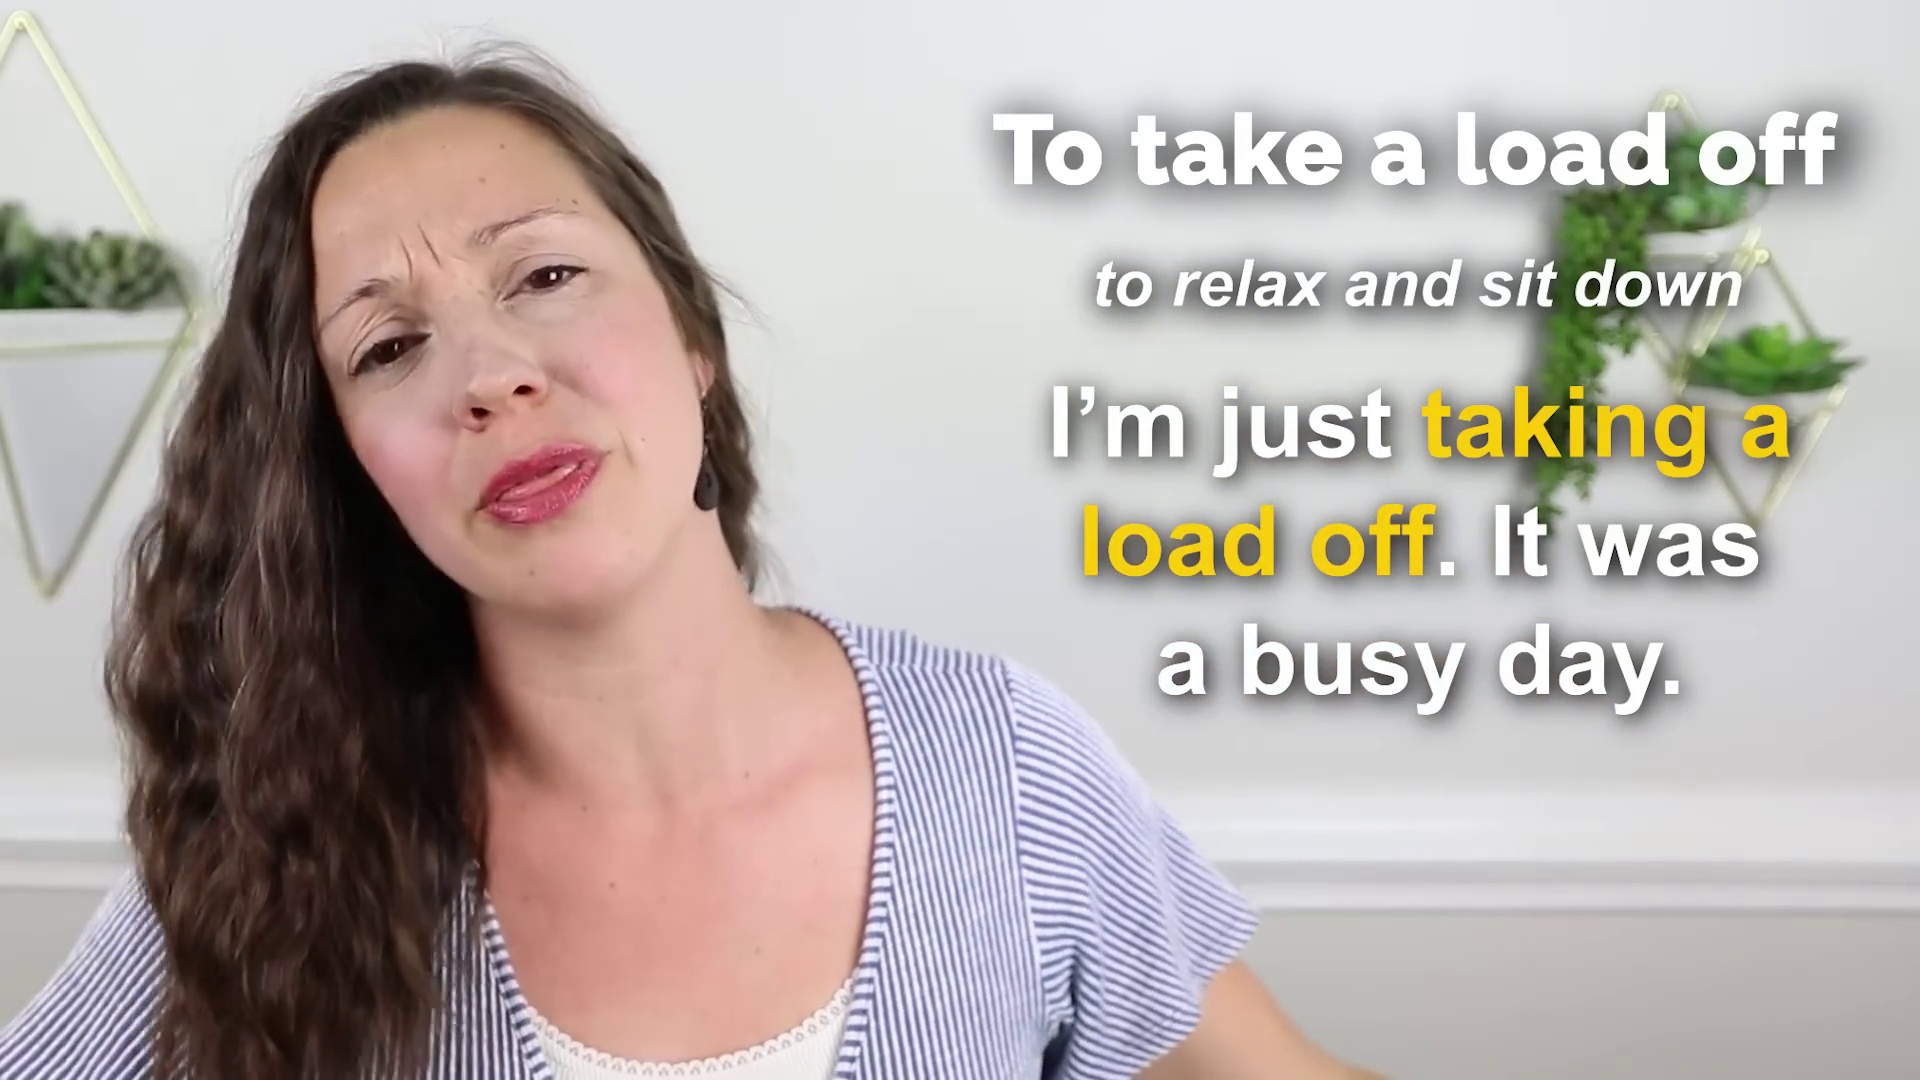 To take a load off
to relax and sit down
I’m just taking a
load off. It was
a busy day.